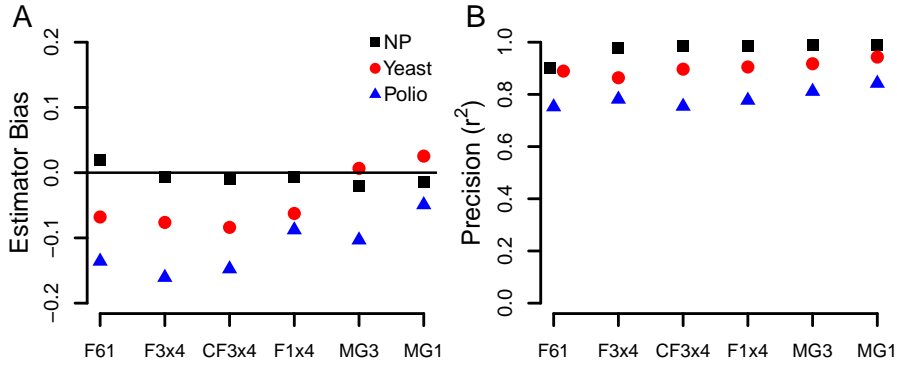 A
Estimator Bias
0.2
0.1
0.0
−0.1
−0.2
NP
Yeast
Polio
F61 F3x4 CF3x4 F1x4 MG3 MG1
B
Precision (r²)
1.0
0.8
0.6
0.4
0.2
0.0
F61 F3x4 CF3x4 F1x4 MG3 MG1